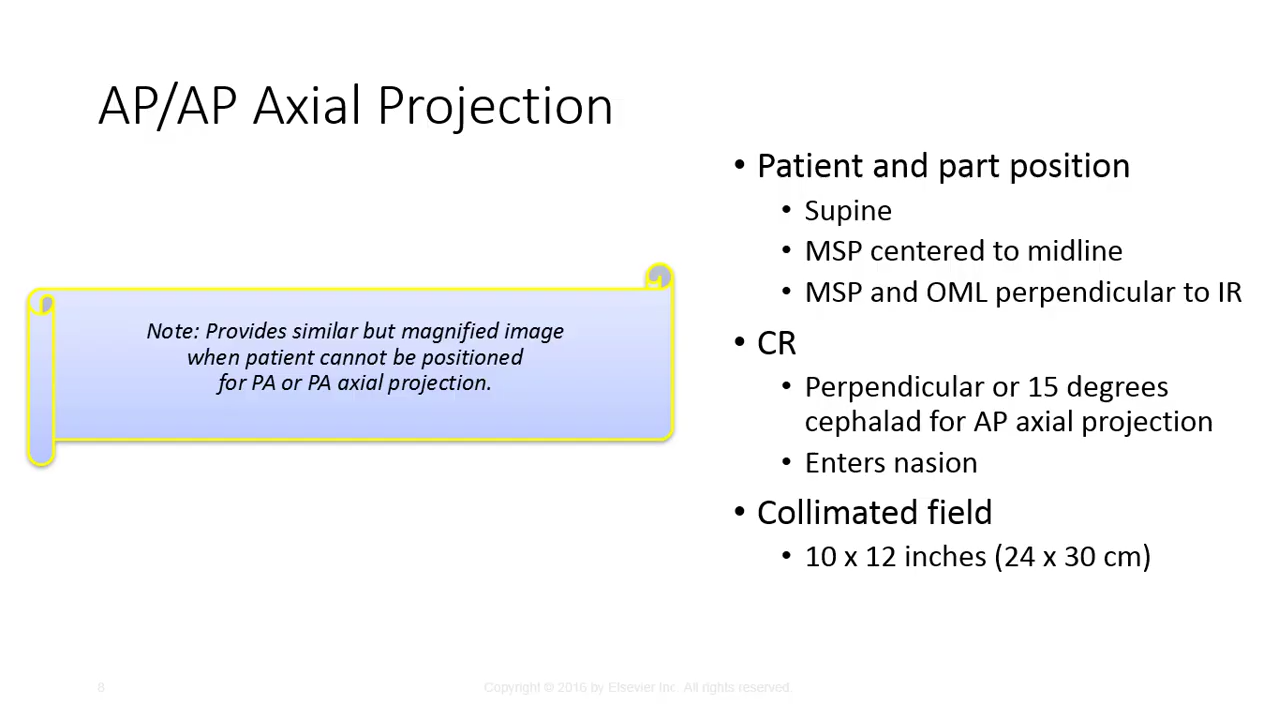 AP/AP Axial Projection
Note: Provides similar but magnified image
when patient cannot be positioned
for PA or PA axial projection.
• Patient and part position
• Supine
• MSP centered to midline
• MSP and OML perpendicular to IR
• CR
• Perpendicular or 15 degrees
cephalad for AP axial projection
• Enters nasion
• Collimated field
• 10 x 12 inches (24 x 30 cm)
8
Copyright © 2016 by Elsevier Inc. All rights reserved.